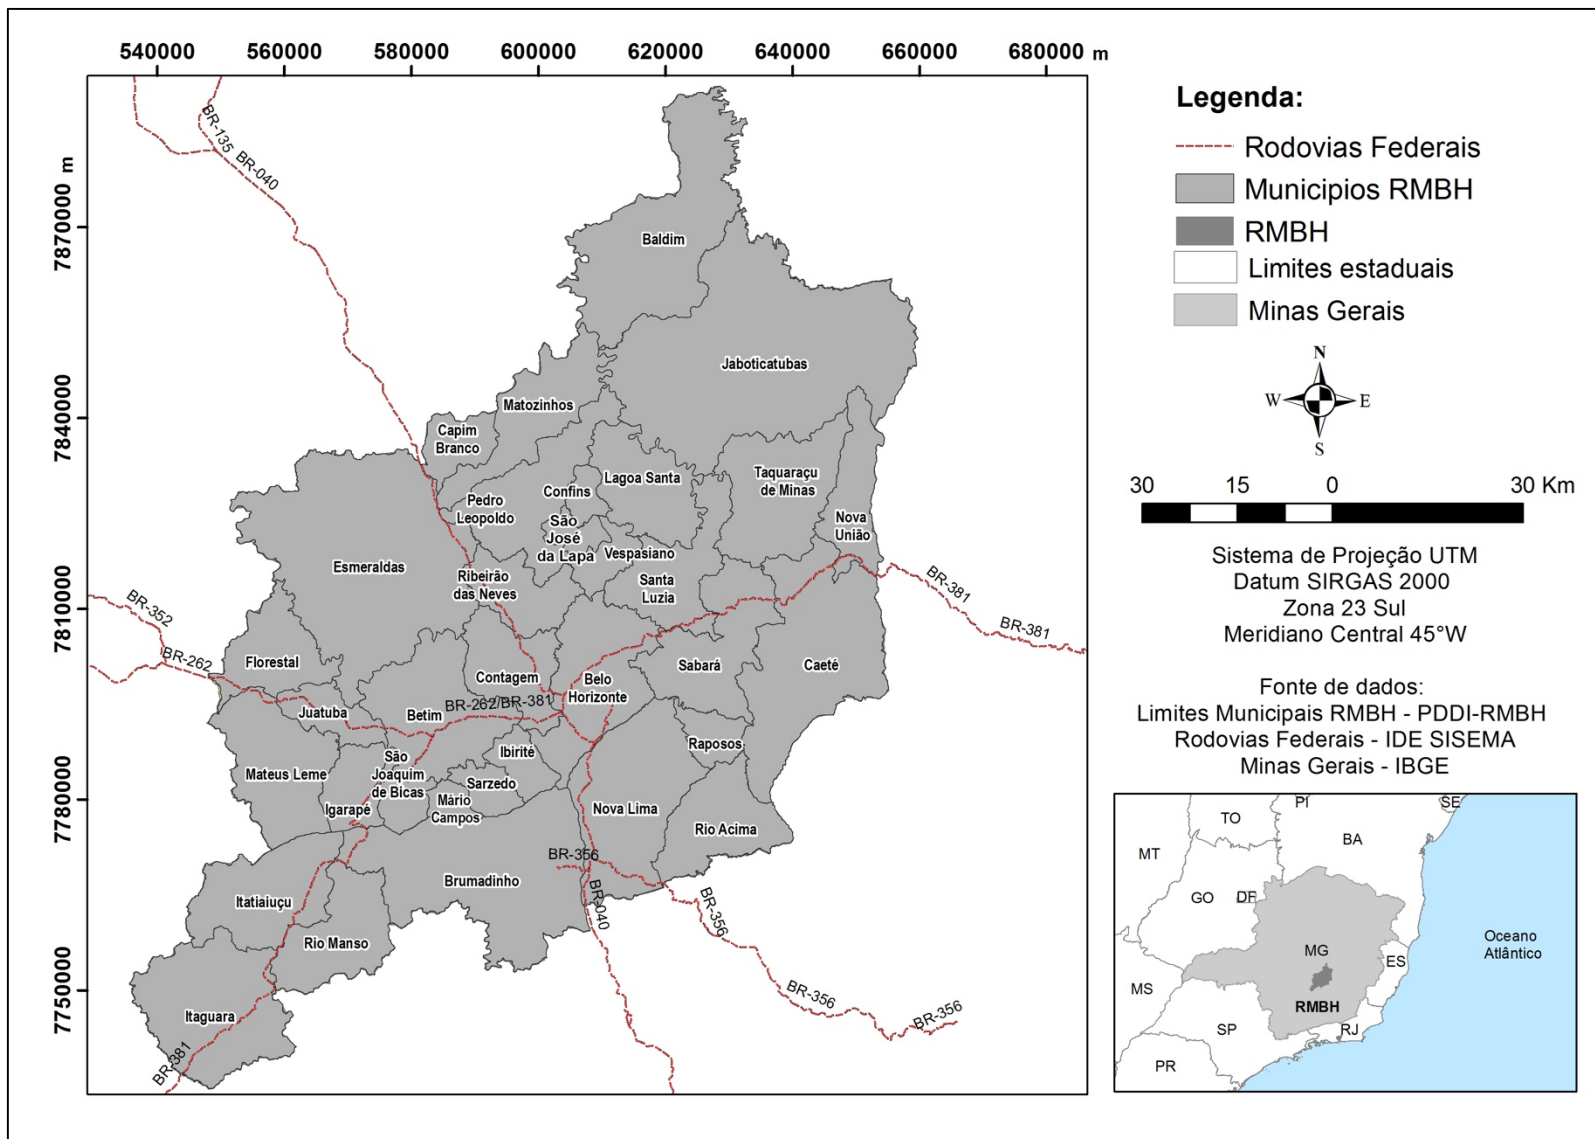 540000 560000 580000 600000 620000 640000 660000 680000 m
7870000 m
7840000
7810000
7780000
7750000
BR-135
BR-040
Baldim
Jaboticatubas
Matozinhos
Capim
Branco
Lagoa Santa
Taquaraçu
de Minas
Confins
Pedro
Leopoldo
São
José
da Lapa
Nova
União
Vespasiano
Esmeraldas
Ribeirão
das Neves
Santa
Luzia
BR-381
BR-381
BR-352
BR-262
Florestal
Contagem
Belo
Horizonte
Sabará
Caeté
BR-262/BR-381
Juatuba
Betim
Ibirité
Raposos
Mateus Leme
São
Joaquim
de Bicas
Sarzedo
Igarapé
Mário
Campos
Nova Lima
Rio Acima
BR-356
Brumadinho
BR-040
BR-356
Itatiaiuçu
Rio Manso
BR-356
BR-356
Itaguara
BR-381
Legenda:
Rodovias Federais
Municipios RMBH
RMBH
Limites estaduais
Minas Gerais
N
W E
S
30 15 0 30 Km
Sistema de Projeção UTM
Datum SIRGAS 2000
Zona 23 Sul
Meridiano Central 45°W
Fonte de dados:
Limites Municipais RMBH - PDDI-RMBH
Rodovias Federais - IDE SISEMA
Minas Gerais - IBGE
PI
SE
TO
BA
MT
GO
DF
MG
ES
Oceano
Atlântico
MS
RMBH
SP
RJ
PR